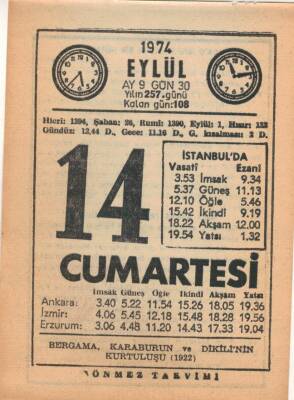 1974
EYLÜL
AY 9 GÜN 30
Yılın 257. günü
Kalan gün: 108
Hicri: 1394, Şaban: 26, Rumi: 1390, Eylül: 1, Hızır: 133
Gündüz: 12.44 D., Gece: 11.16 D., G. kısalması: 2 D.
14
İSTANBUL'DA
Vasatî Ezanî
3.53 İmsak 9.34
5.37 Güneş 11.13
12.10 Öğle 5.46
15.42 İkindi 9.19
18.22 Akşam 12.00
19.54 Yatsı 1.32
CUMARTESİ
İmsak Güneş Öğle İkindi Akşam Yatsı
Ankara: 3.40 5.22 11.54 15.26 18.05 19.36
İzmir: 4.06 5.45 12.18 15.48 18.28 19.56
Erzurum: 3.06 4.48 11.20 14.43 17.33 19.04
BERGAMA, KARABURUN ve DİKİLİ'NİN
KURTULUŞU (1922)
DÖNMEZ TAKVİMİ